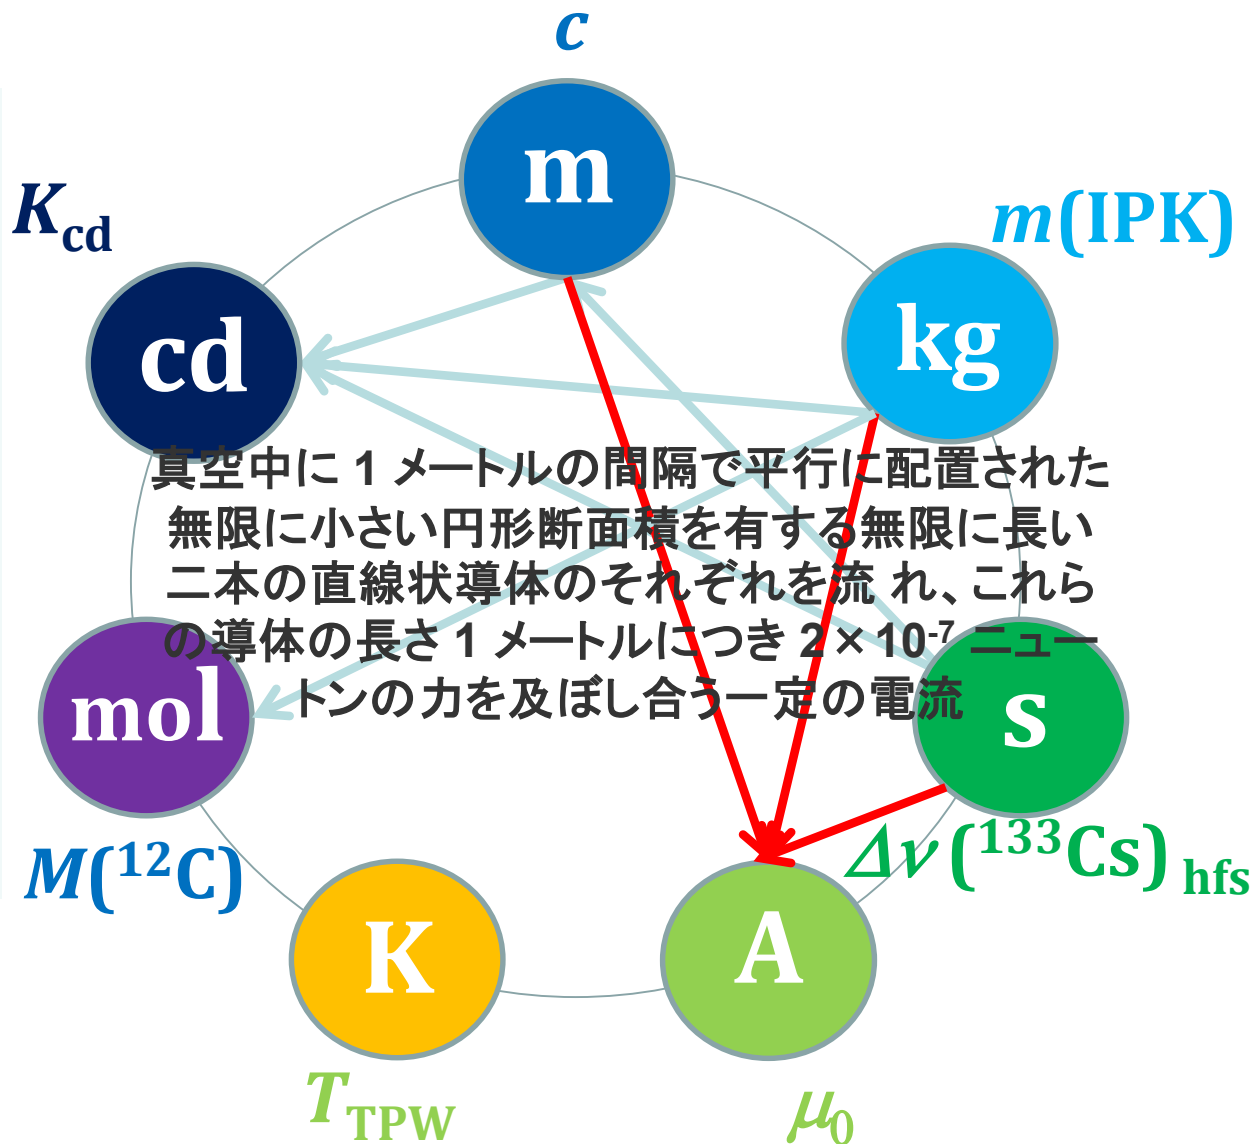 c
m
m(IPK)
K_cd
kg
cd
真空中に 1 メートルの間隔で平行に配置された
無限に小さい円形断面積を有する無限に長い
二本の直線状導体のそれぞれを流 れ、これら
の導体の長さ 1 メートルにつき 2×10⁻⁷ ニュー
トンの力を及ぼし合う一定の電流
mol
s
M(¹²C)
Δν(¹³³Cs)_hfs
K
A
T_TPW
μ₀